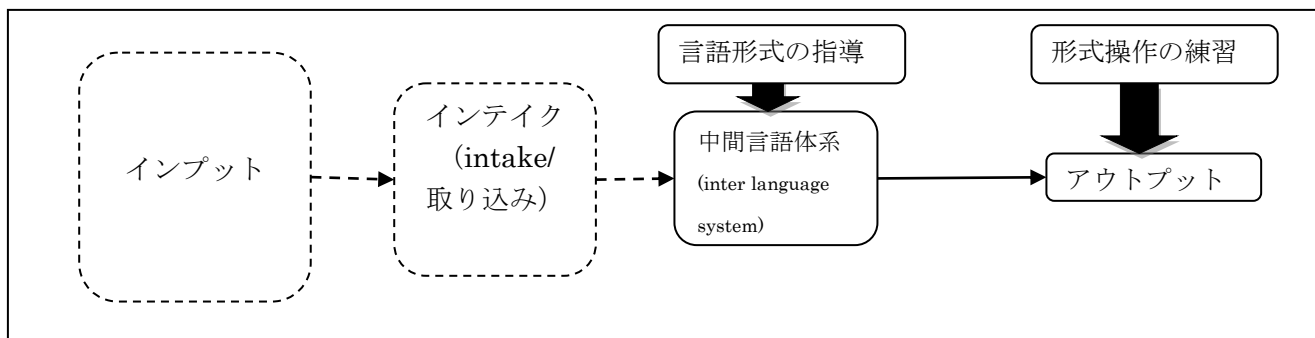 インプット
インテイク
(intake/
取り込み)
言語形式の指導
中間言語体系
(inter language
system)
形式操作の練習
アウトプット